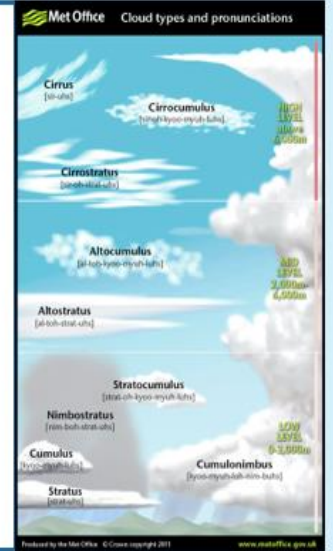 Met Office Cloud types and pronunciations
Cirrus
[sir-uhs]
Cirrocumulus
[sir-oh-kyoo-myuh-luhs]
HIGH
LEVEL
above
6,000m
Cirrostratus
[sir-oh-strat-uhs]
Altocumulus
[al-toh-kyoo-myuh-luhs]
MID
LEVEL
2,000m-
6,000m
Altostratus
[al-toh-strat-uhs]
Stratocumulus
[strat-oh-kyoo-myuh-luhs]
Nimbostratus
[nim-boh-strat-uhs]
LOW
LEVEL
0-2,000m
Cumulus
[kyoo-myuh-luhs]
Cumulonimbus
[kyoo-myuh-loh-nim-buhs]
Stratus
[strat-uhs]
Produced by the Met Office © Crown copyright 2011 www.metoffice.gov.uk